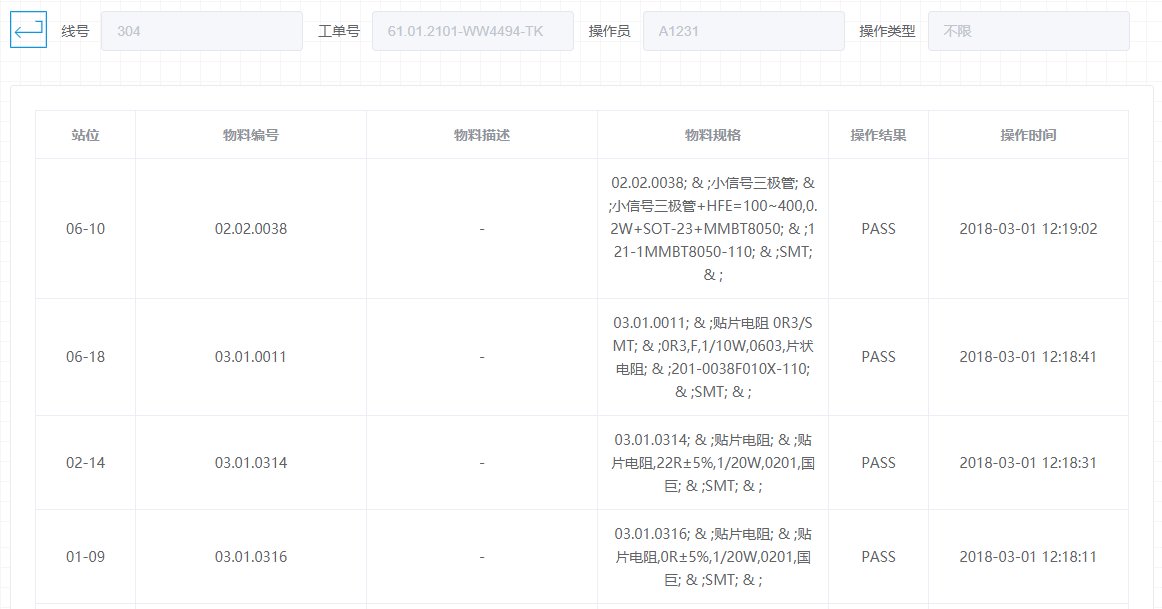 线号 304 工单号 61.01.2101-WW4494-TK 操作员 A1231 操作类型 不限
站位 物料编号 物料描述 物料规格 操作结果 操作时间
06-10 02.02.0038 - 02.02.0038; & ;小信号三极管; &
;小信号三极管+HFE=100~400,0.
2W+SOT-23+MMBT8050; & ;1
21-1MMBT8050-110; & ;SMT;
& ; PASS 2018-03-01 12:19:02
06-18 03.01.0011 - 03.01.0011; & ;贴片电阻 0R3/S
MT; & ;0R3,F,1/10W,0603,片状
电阻; & ;201-0038F010X-110;
& ;SMT; & ; PASS 2018-03-01 12:18:41
02-14 03.01.0314 - 03.01.0314; & ;贴片电阻; & ;贴
片电阻,22R±5%,1/20W,0201,国
巨; & ;SMT; & ; PASS 2018-03-01 12:18:31
01-09 03.01.0316 - 03.01.0316; & ;贴片电阻; & ;贴
片电阻,0R±5%,1/20W,0201,国
巨; & ;SMT; & ; PASS 2018-03-01 12:18:11